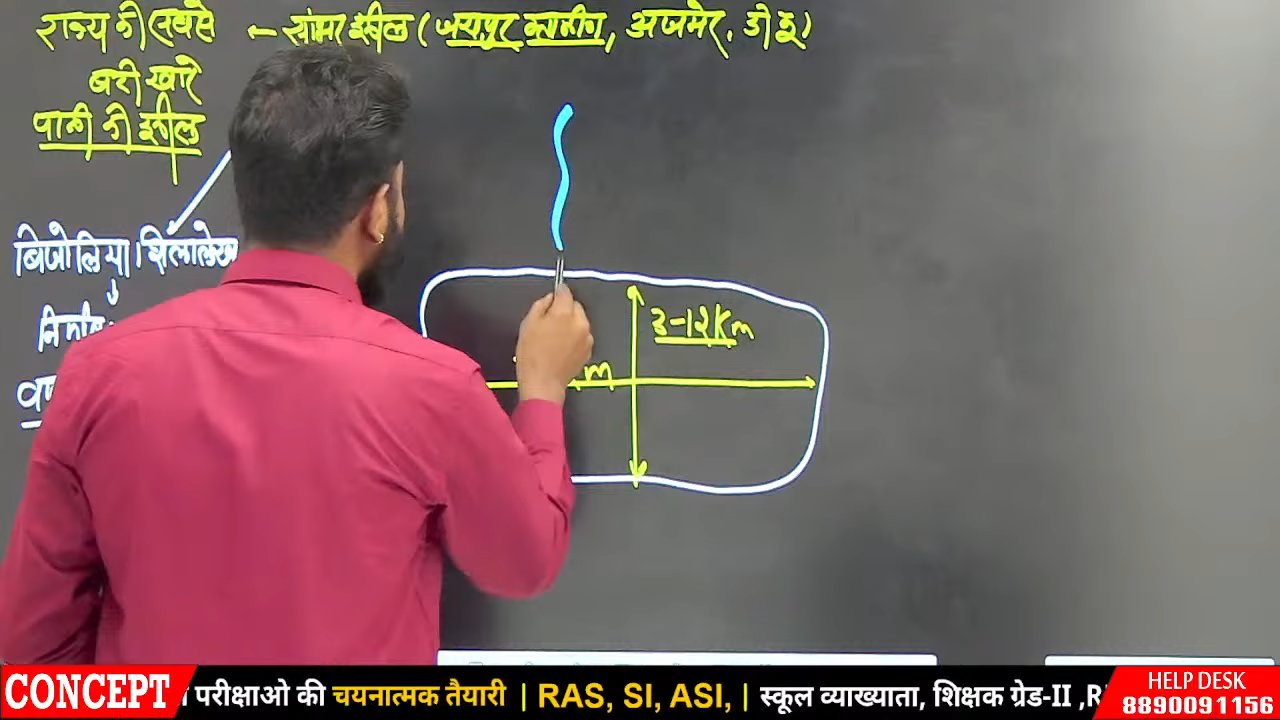 राज्य की सबसे ← सांभर झील (जयपुर ग्रामीण, अजमेर, डीडू)
बडी खारे
पानी की झील
बिजोलिया शिलालेख
3-12 Km
m
CONCEPT
परीक्षाओ की चयनात्मक तैयारी | RAS, SI, ASI, | स्कूल व्याख्याता, शिक्षक ग्रेड-II ,R
HELP DESK
8890091156